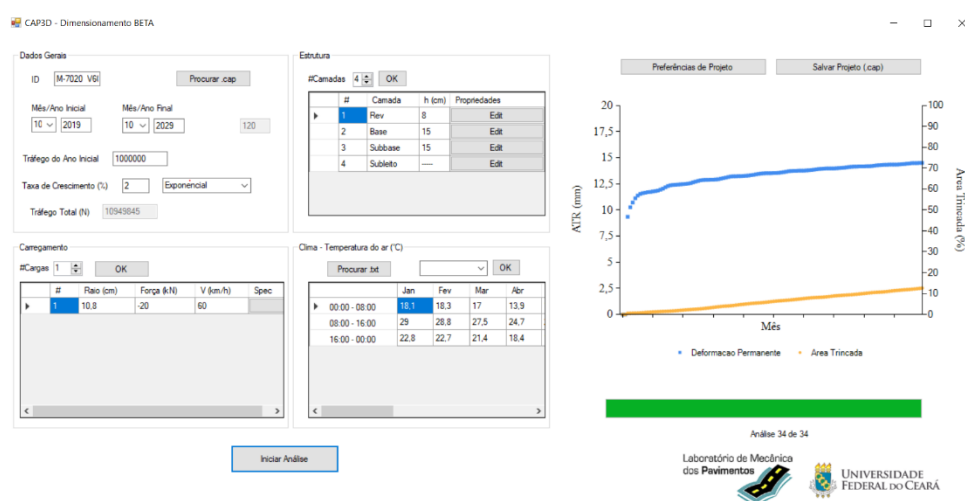 CAP3D - Dimensionamento BETA
Dados Gerais
ID M-7020 V6I Procurar .cap
Mês/Ano Inicial Mês/Ano Final
10 2019 10 2029 120
Tráfego do Ano Inicial 1000000
Taxa de Crescimento (%) 2 Exponencial
Tráfego Total (N) 10949845
Estrutura
#Camadas 4 OK
# Camada h (cm) Propriedades
1 Rev 8 Edit
2 Base 15 Edit
3 Subbase 15 Edit
4 Subleito ---- Edit
Carregamento
#Cargas 1 OK
# Raio (cm) Força (kN) V (km/h) Spec
1 10,8 -20 60
Clima - Temperatura do ar (°C)
Procurar .txt OK
Jan Fev Mar Abr
00:00 - 08:00 18,1 18,3 17 13,9
08:00 - 16:00 29 28,8 27,5 24,7
16:00 - 00:00 22,8 22,7 21,4 18,4
Iniciar Análise
Preferências de Projeto Salvar Projeto (.cap)
20 100
90
17,5
80
15 70
12,5 60
10 50
40
7,5
30
5
20
2,5
10
0 0
ATR (mm)
Area Trincada (%)
Mês
Deformacao Permanente Area Trincada
Análise 34 de 34
Laboratório de Mecânica
dos Pavimentos
UNIVERSIDADE
FEDERAL DO CEARÁ